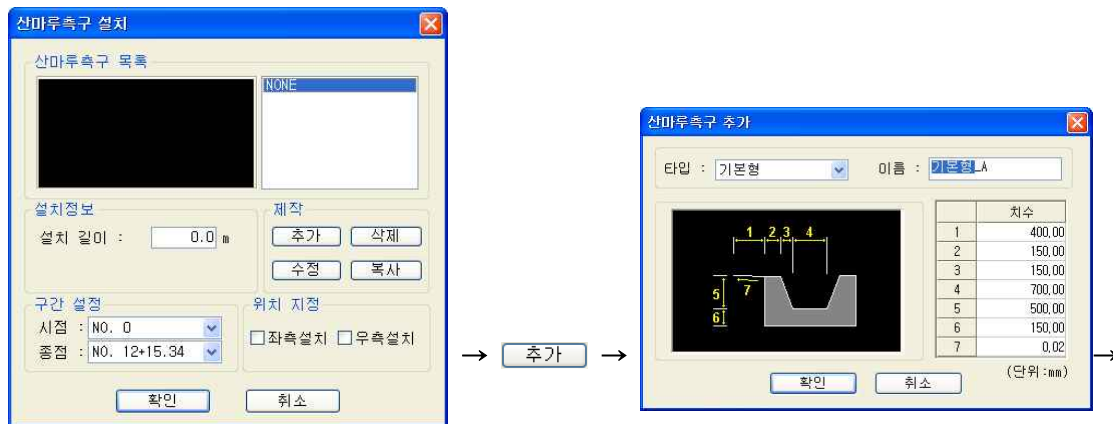 산마루측구 설치
산마루측구 목록
NONE
설치정보
설치 길이 : 0.0 m
제작
추가 삭제
수정 복사
구간 설정
시점 : NO. 0
종점 : NO. 12+15.34
위치 지정
좌측설치 우측설치
확인 취소
→ 추가 →
산마루측구 추가
타입 : 기본형 이름 : 기본형_A
1 2 3 4
5 7
6
치수
1 400,00
2 150,00
3 150,00
4 700,00
5 500,00
6 150,00
7 0,02
(단위:mm)
확인 취소
→